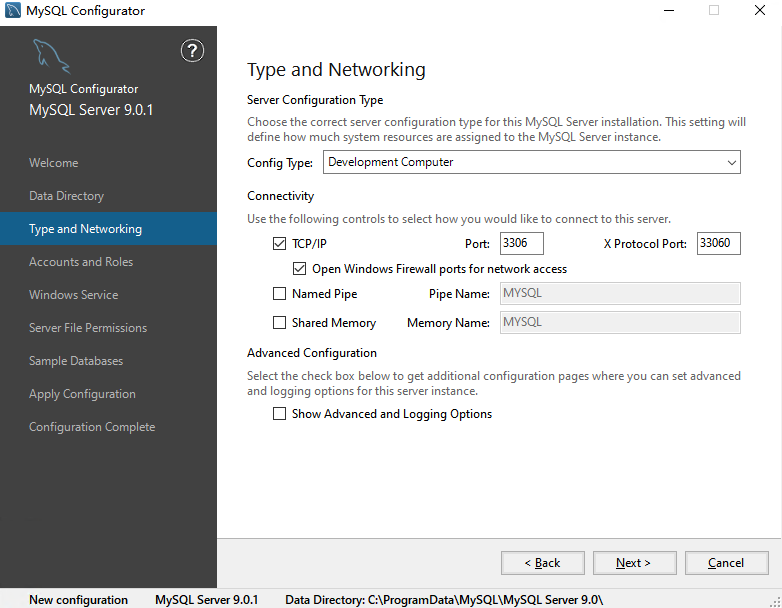 MySQL Configurator
?
MySQL Configurator
MySQL Server 9.0.1
Welcome
Data Directory
Type and Networking
Accounts and Roles
Windows Service
Server File Permissions
Sample Databases
Apply Configuration
Configuration Complete
Type and Networking
Server Configuration Type
Choose the correct server configuration type for this MySQL Server installation. This setting will
define how much system resources are assigned to the MySQL Server instance.
Config Type: Development Computer
Connectivity
Use the following controls to select how you would like to connect to this server.
TCP/IP Port: 3306 X Protocol Port: 33060
Open Windows Firewall ports for network access
Named Pipe Pipe Name: MYSQL
Shared Memory Memory Name: MYSQL
Advanced Configuration
Select the check box below to get additional configuration pages where you can set advanced
and logging options for this server instance.
Show Advanced and Logging Options
< Back Next > Cancel
New configuration MySQL Server 9.0.1 Data Directory: C:\ProgramData\MySQL\MySQL Server 9.0\